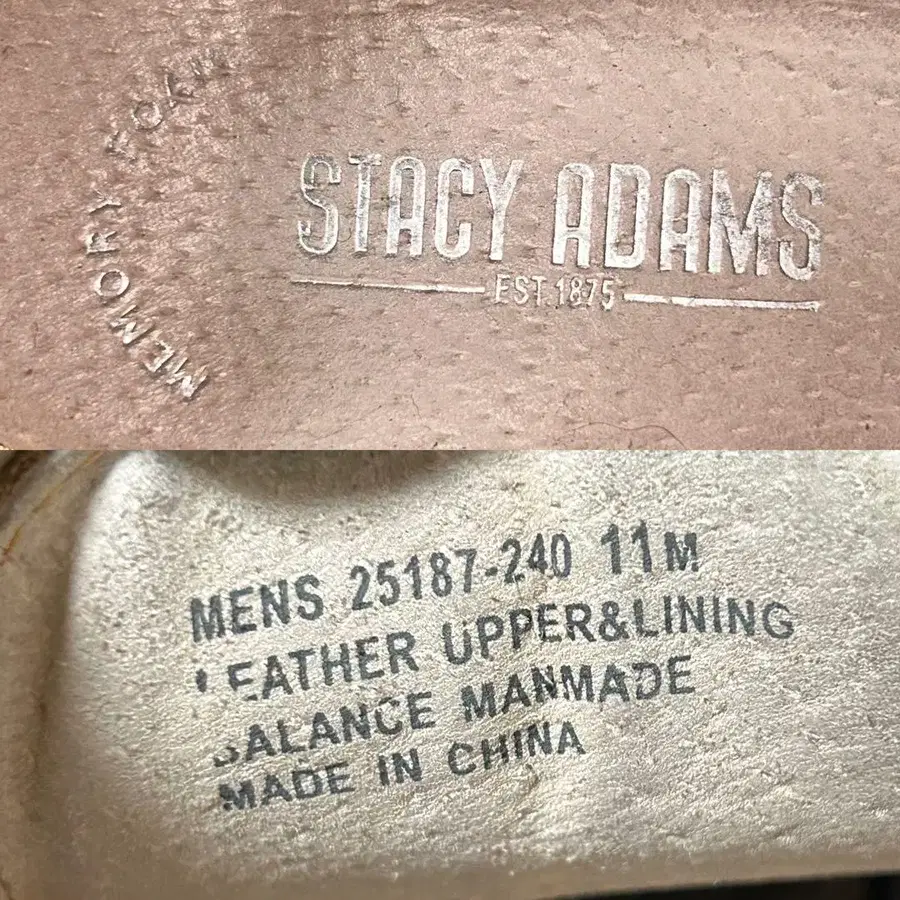 MEMORY FOAM
STACY ADAMS
EST.1875
MENS 25187-240 11M
LEATHER UPPER&LINING
BALANCE MANMADE
MADE IN CHINA